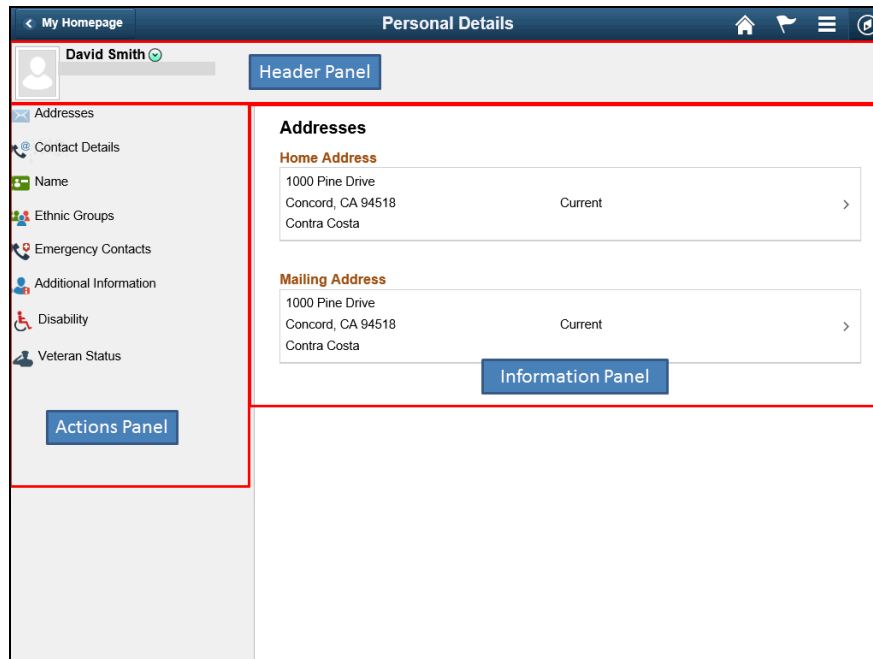 My Homepage
Personal Details
David Smith
Header Panel
Addresses
Contact Details
Name
Ethnic Groups
Emergency Contacts
Additional Information
Disability
Veteran Status
Actions Panel
Addresses
Home Address
1000 Pine Drive
Concord, CA 94518
Current
Contra Costa
Mailing Address
1000 Pine Drive
Concord, CA 94518
Current
Contra Costa
Information Panel